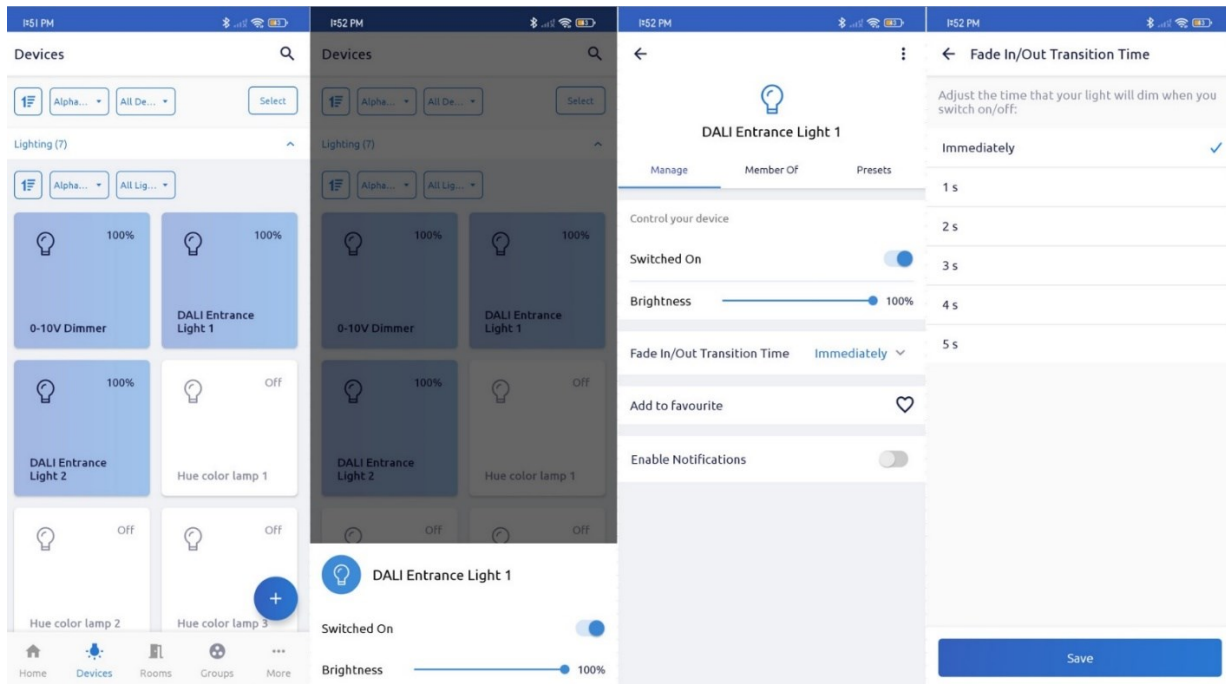 1:51 PM
Devices
Alpha...
All De...
Select
Lighting (7)
Alpha...
All Lig...
100%
0-10V Dimmer
100%
DALI Entrance
Light 1
100%
DALI Entrance
Light 2
Off
Hue color lamp 1
Off
Hue color lamp 2
Off
Hue color lamp 3
+
Home
Devices
Rooms
Groups
More
1:52 PM
Devices
Alpha...
All De...
Select
Lighting (7)
Alpha...
All Lig...
100%
0-10V Dimmer
100%
DALI Entrance
Light 1
100%
DALI Entrance
Light 2
Off
Hue color lamp 1
Off
Off
DALI Entrance Light 1
Switched On
Brightness 100%
1:52 PM
DALI Entrance Light 1
Manage Member Of Presets
Control your device
Switched On
Brightness 100%
Fade In/Out Transition Time Immediately
Add to favourite
Enable Notifications
1:52 PM
Fade In/Out Transition Time
Adjust the time that your light will dim when you
switch on/off:
Immediately
1 s
2 s
3 s
4 s
5 s
Save